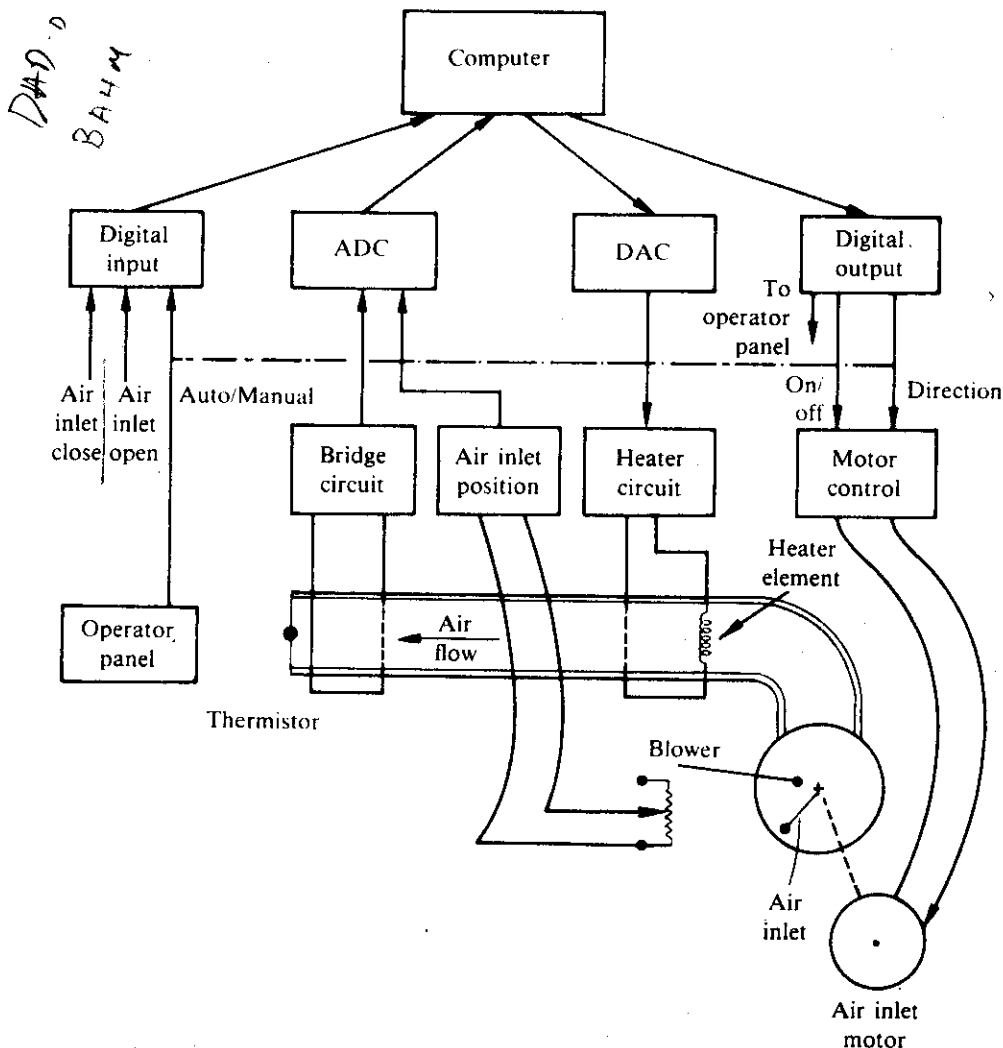 DAD-D
BAHM
Computer
Digital
input
ADC
DAC
Digital
output
To
operator
panel
Air
inlet
close
Air
inlet
open
Auto/Manual
On/
off
Direction
Bridge
circuit
Air inlet
position
Heater
circuit
Motor
control
Heater
element
Operator
panel
Air
flow
Thermistor
Blower
Air
inlet
Air inlet
motor